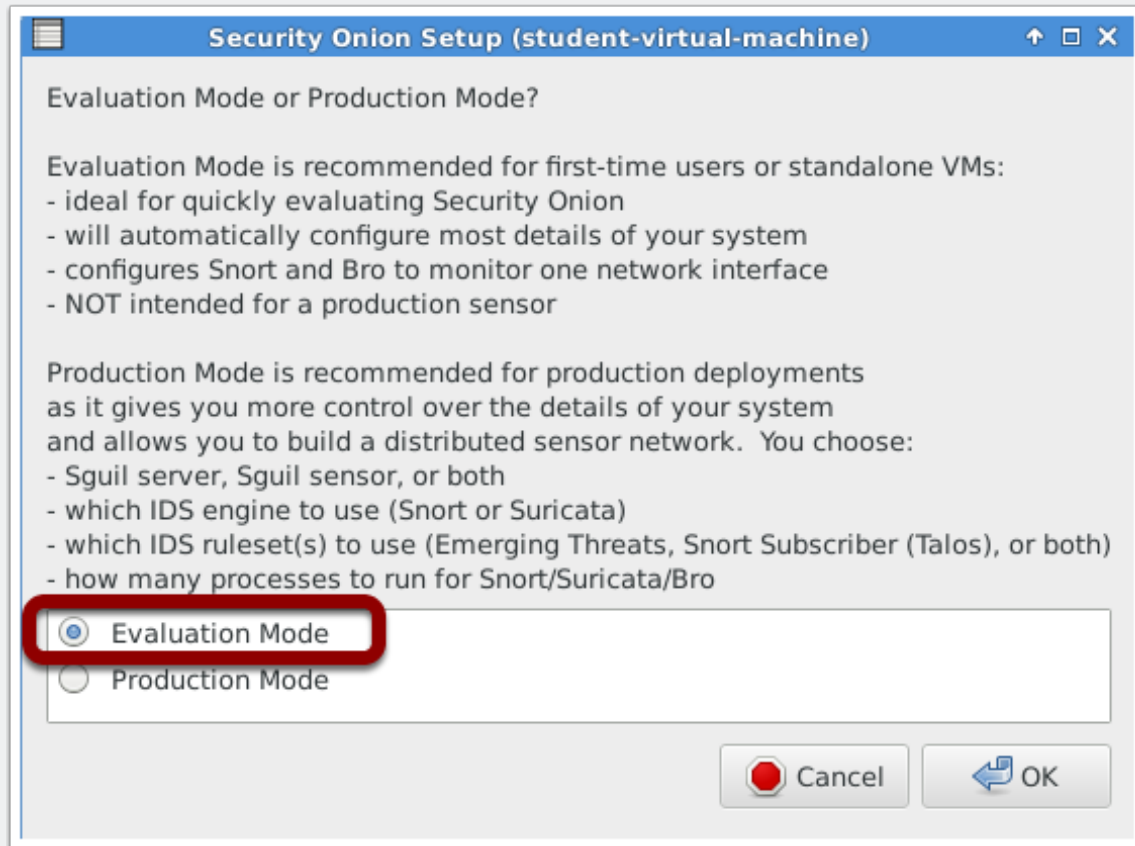 Security Onion Setup (student-virtual-machine)
Evaluation Mode or Production Mode?
Evaluation Mode is recommended for first-time users or standalone VMs:
- ideal for quickly evaluating Security Onion
- will automatically configure most details of your system
- configures Snort and Bro to monitor one network interface
- NOT intended for a production sensor
Production Mode is recommended for production deployments
as it gives you more control over the details of your system
and allows you to build a distributed sensor network.  You choose:
- Sguil server, Sguil sensor, or both
- which IDS engine to use (Snort or Suricata)
- which IDS ruleset(s) to use (Emerging Threats, Snort Subscriber (Talos), or both)
- how many processes to run for Snort/Suricata/Bro
Evaluation Mode
Production Mode
Cancel
OK